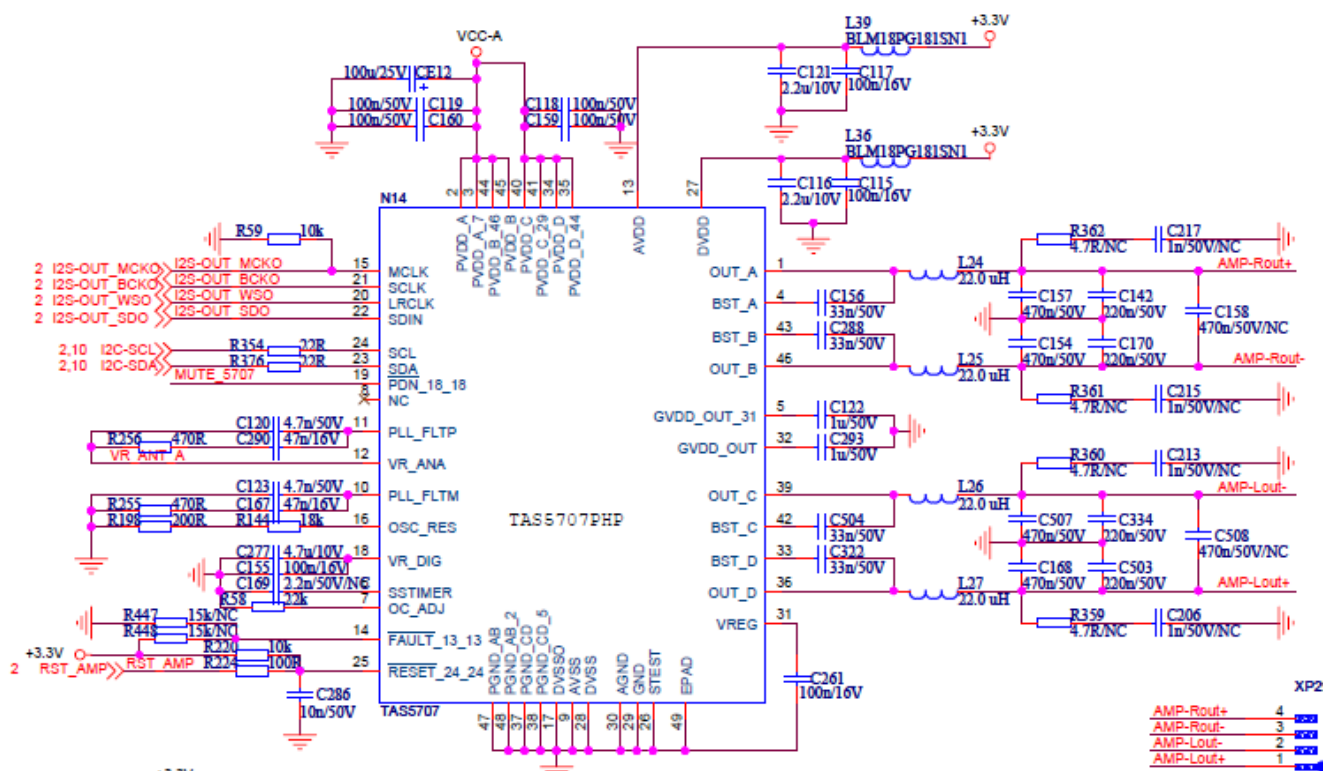 L39
+3.3V
BLM18PG181SN1
VCC-A
100u/25V CE12
C121 C117
2.2u/10V 100n/16V
100n/50V C119 C118 100n/50V
100n/50V C160 C159 100n/50V
L36
+3.3V
BLM18PG181SN1
C116 C115
2.2u/10V 100n/16V
2 3 44 45 40 41 34 35 13 27
N14
PVDD_A
PVDD_A_7
PVDD_B_46
PVDD_B
PVDD_C
PVDD_C_29
PVDD_D
PVDD_D_44
AVDD
DVDD
R59 10k
2 I2S-OUT_MCKO I2S-OUT_MCKO 15 MCLK
2 I2S-OUT_BCKO I2S-OUT_BCKO 21 SCLK
2 I2S-OUT_WSO I2S-OUT_WSO 20 LRCLK
2 I2S-OUT_SDO I2S-OUT_SDO 22 SDIN
2,10 I2C-SCL R354 22R 24 SCL
2,10 I2C-SDA R376 22R 23 SDA
MUTE_5707 19 PDN_18_18
8 NC
C120 4.7n/50V 11 PLL_FLTP
R256 470R C290 47n/16V
VR_ANT_A 12 VR_ANA
C123 4.7n/50V 10 PLL_FLTM
R255 470R C167 47n/16V
R198 200R R144 18k 16 OSC_RES
C277 4.7u/10V 18 VR_DIG
C155 100n/16V
C169 2.2n/50V/NC 6 SSTIMER
R58 22k 7 OC_ADJ
R447 15k/NC
R448 15k/NC 14 FAULT_13_13
+3.3V R220 10k
2 RST_AMP RST_AMP R224 100R 25 RESET_24_24
C286
10n/50V
TAS5707PHP
TAS5707
OUT_A 1 L24
22.0 uH
BST_A 4 C156
33n/50V
BST_B 43 C288
33n/50V
OUT_B 46 L25
22.0 uH
GVDD_OUT_31 5 C122
1u/50V
GVDD_OUT 32 C293
1u/50V
OUT_C 39 L26
22.0 uH
BST_C 42 C504
33n/50V
BST_D 33 C322
33n/50V
OUT_D 36 L27
22.0 uH
VREG 31
C261
100n/16V
R362 C217
4.7R/NC 1n/50V/NC
AMP-Rout+
C157 C142 C158
470n/50V 220n/50V 470n/50V/NC
C154 C170
470n/50V 220n/50V
AMP-Rout-
R361 C215
4.7R/NC 1n/50V/NC
R360 C213
4.7R/NC 1n/50V/NC
AMP-Lout-
C507 C334 C508
470n/50V 220n/50V 470n/50V/NC
C168 C503
470n/50V 220n/50V
AMP-Lout+
R359 C206
4.7R/NC 1n/50V/NC
PGND_AB
PGND_AB_2
PGND_CD
PGND_CD_5
DVSSO
AVSS
DVSS
AGND
GND
STEST
EPAD
47 48 37 38 17 9 28 30 29 26 49
AMP-Rout+ 4
AMP-Rout- 3
AMP-Lout- 2
AMP-Lout+ 1